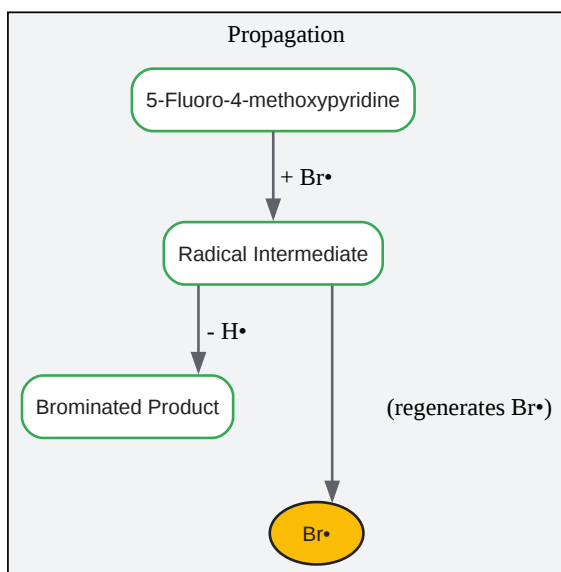 Propagation
5-Fluoro-4-methoxypyridine
+ Br•
Radical Intermediate
- H•
Brominated Product
(regenerates Br•)
Br•